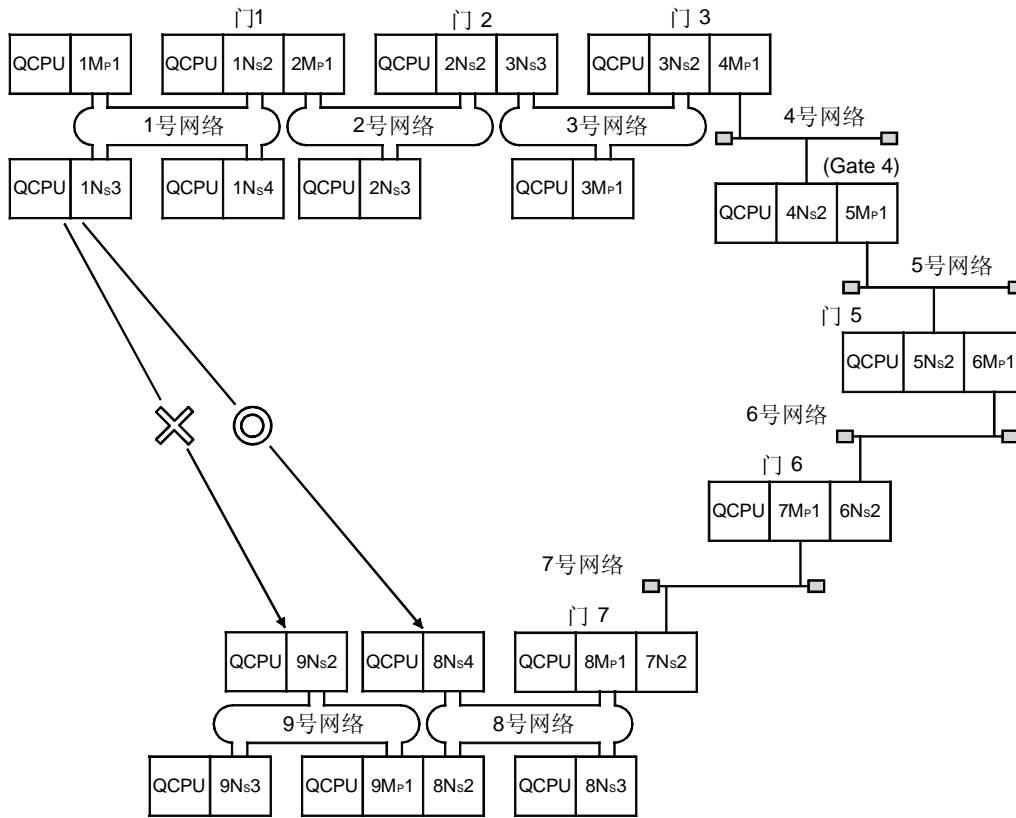 门1
门 2
门 3
QCPU 1MP1
QCPU 1NS2 2MP1
QCPU 2NS2 3NS3
QCPU 3NS2 4MP1
1号网络
2号网络
3号网络
4号网络
(Gate 4)
QCPU 1NS3
QCPU 1NS4
QCPU 2NS3
QCPU 3MP1
QCPU 4NS2 5MP1
5号网络
门 5
QCPU 5NS2 6MP1
6号网络
门 6
QCPU 7MP1 6NS2
7号网络
门 7
QCPU 9NS2
QCPU 8NS4
QCPU 8MP1 7NS2
9号网络
8号网络
QCPU 9NS3
QCPU 9MP1 8NS2
QCPU 8NS3